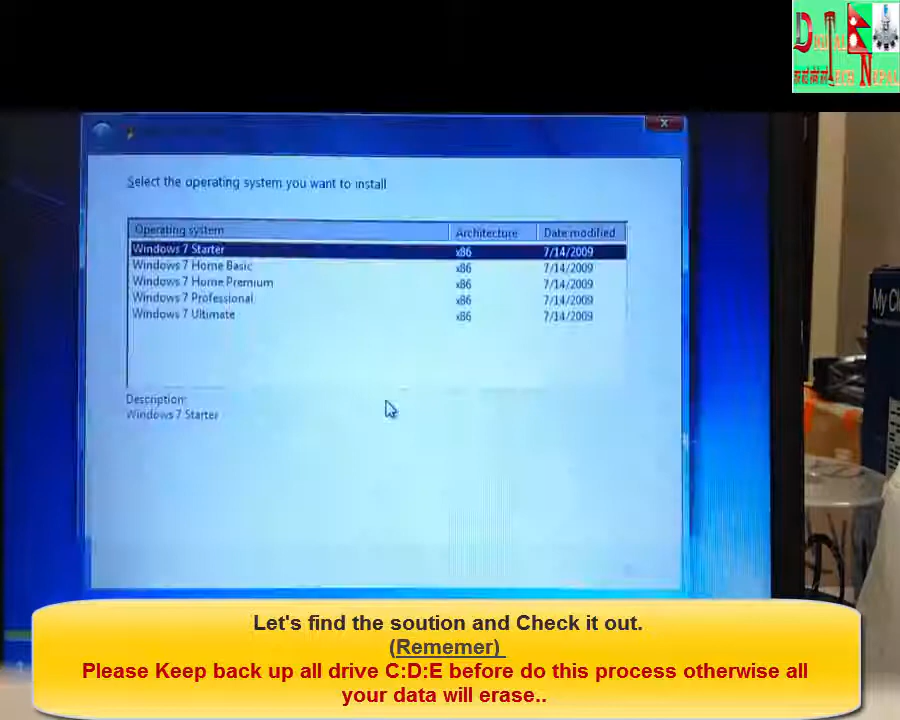 Select the operating system you want to install
Operating system Architecture Date modified
Windows 7 Starter x86 7/14/2009
Windows 7 Home Basic x86 7/14/2009
Windows 7 Home Premium x86 7/14/2009
Windows 7 Professional x86 7/14/2009
Windows 7 Ultimate x86 7/14/2009
Description:
Windows 7 Starter
My Cl
Let's find the soution and Check it out.
(Rememer)
Please Keep back up all drive C:D:E before do this process otherwise all
your data will erase..